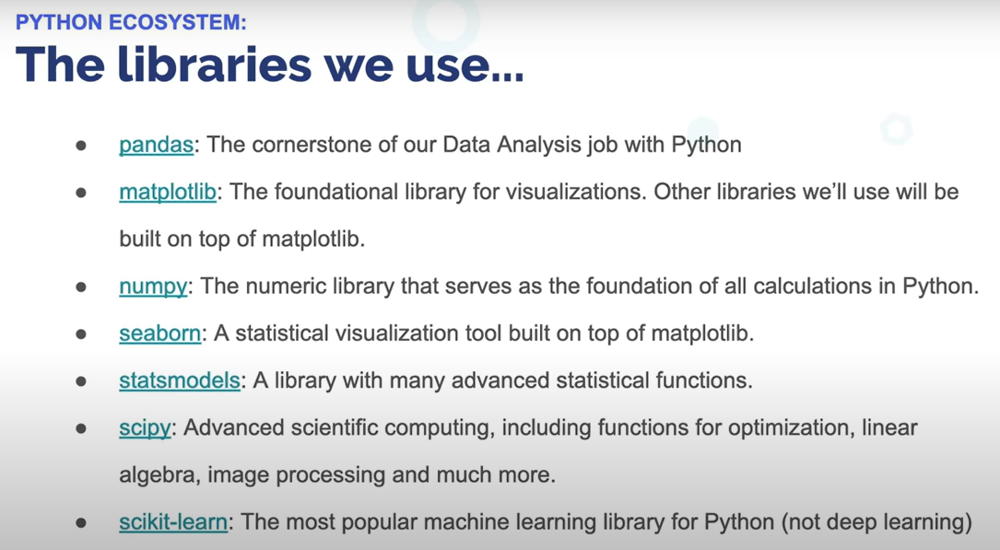 PYTHON ECOSYSTEM:
The libraries we use...
● pandas: The cornerstone of our Data Analysis job with Python
● matplotlib: The foundational library for visualizations. Other libraries we’ll use will be
built on top of matplotlib.
● numpy: The numeric library that serves as the foundation of all calculations in Python.
● seaborn: A statistical visualization tool built on top of matplotlib.
● statsmodels: A library with many advanced statistical functions.
● scipy: Advanced scientific computing, including functions for optimization, linear
algebra, image processing and much more.
● scikit-learn: The most popular machine learning library for Python (not deep learning)